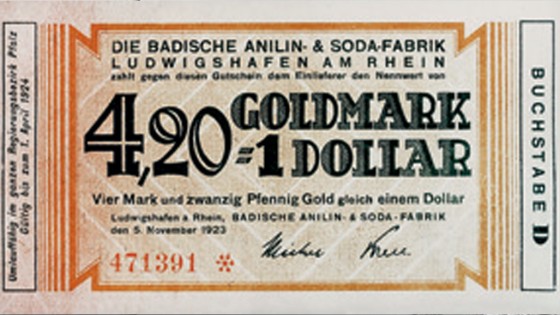 DIE BADISCHE ANILIN- & SODA-FABRIK
LUDWIGSHAFEN AM RHEIN
zahlt gegen diesen Gutschein dem Einlieferer den Nennwert von
4,20 GOLDMARK
=1 DOLLAR
Vier Mark und zwanzig Pfennig Gold gleich einem Dollar
Ludwigshafen a Rhein, BADISCHE ANILIN- & SODA-FABRIK
den 5. November 1923
471391 *
Umlauffähig im ganzen Regierungsbezirk Pfalz
Gültig bis zum 1. April 1924
BUCHSTABE D